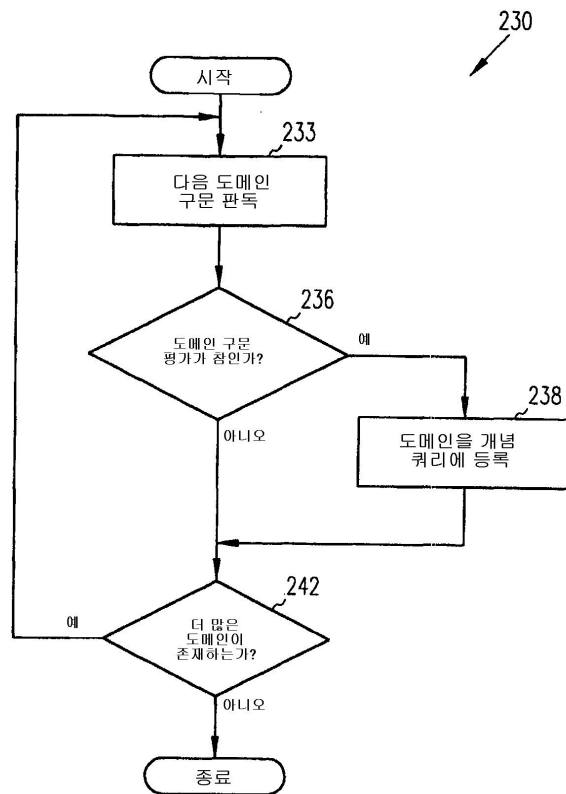 230
시작
233
다음 도메인
구문 판독
236
도메인 구문
평가가 참인가?
예
238
도메인을 개념
쿼리에 등록
아니오
242
더 많은
도메인이
존재하는가?
예
아니오
종료